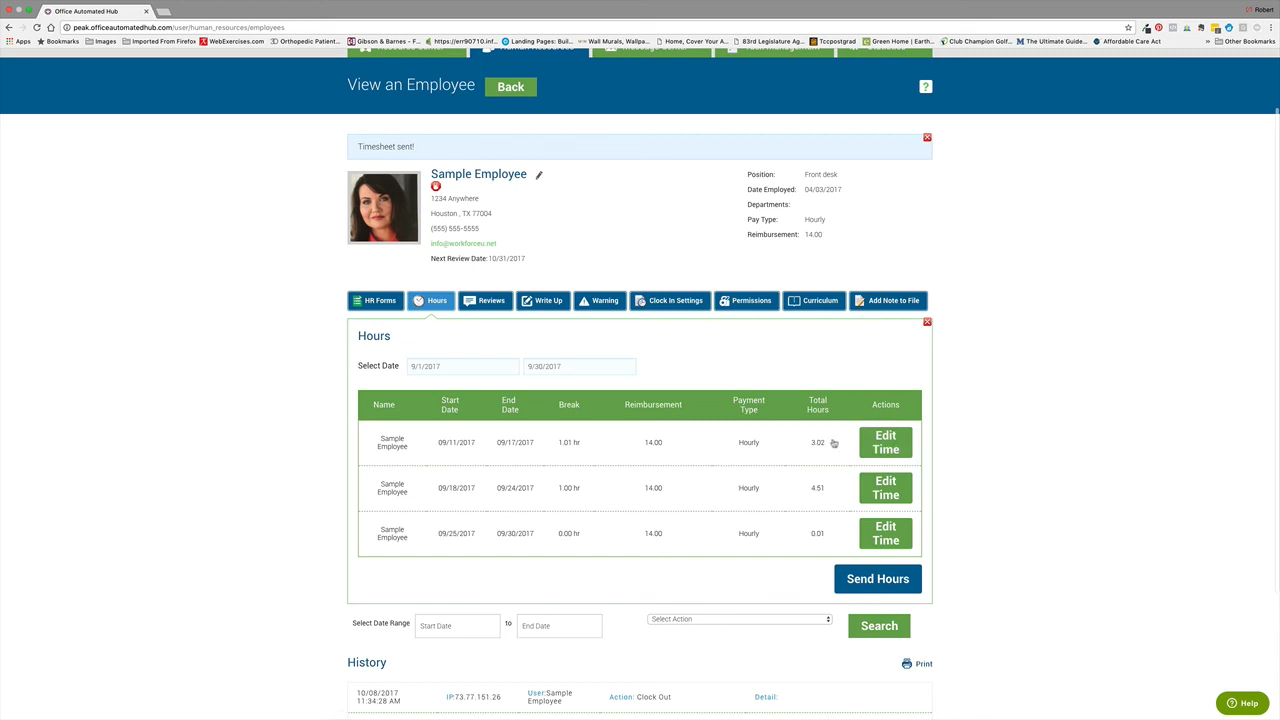 Office Automated Hub
Robert
peak.officeautomatedhub.com/user/human_resources/employees
Apps Bookmarks Images Imported From Firefox WebExercises.com Orthopedic Patient... Gibson & Barnes - F... https://err90710.inf... Landing Pages: Buil... Wall Murals, Wallpa... Home, Cover Your A... 83rd Legislature Ag... Tccpostgrad Green Home | Earth... Club Champion Golf... The Ultimate Guide... Affordable Care Act » Other Bookmarks
View an Employee Back ?
Timesheet sent!
Sample Employee
1234 Anywhere
Houston , TX 77004
(555) 555-5555
info@workforceu.net
Next Review Date: 10/31/2017
Position: Front desk
Date Employed: 04/03/2017
Departments:
Pay Type: Hourly
Reimbursement: 14.00
HR Forms Hours Reviews Write Up Warning Clock In Settings Permissions Curriculum Add Note to File
Hours
Select Date 9/1/2017 9/30/2017
Name Start Date End Date Break Reimbursement Payment Type Total Hours Actions
Sample Employee 09/11/2017 09/17/2017 1.01 hr 14.00 Hourly 3.02 Edit Time
Sample Employee 09/18/2017 09/24/2017 1.00 hr 14.00 Hourly 4.51 Edit Time
Sample Employee 09/25/2017 09/30/2017 0.00 hr 14.00 Hourly 0.01 Edit Time
Send Hours
Select Date Range Start Date to End Date Select Action Search
History Print
10/08/2017 11:34:28 AM IP:73.77.151.26 User:Sample Employee Action: Clock Out Detail:
Help